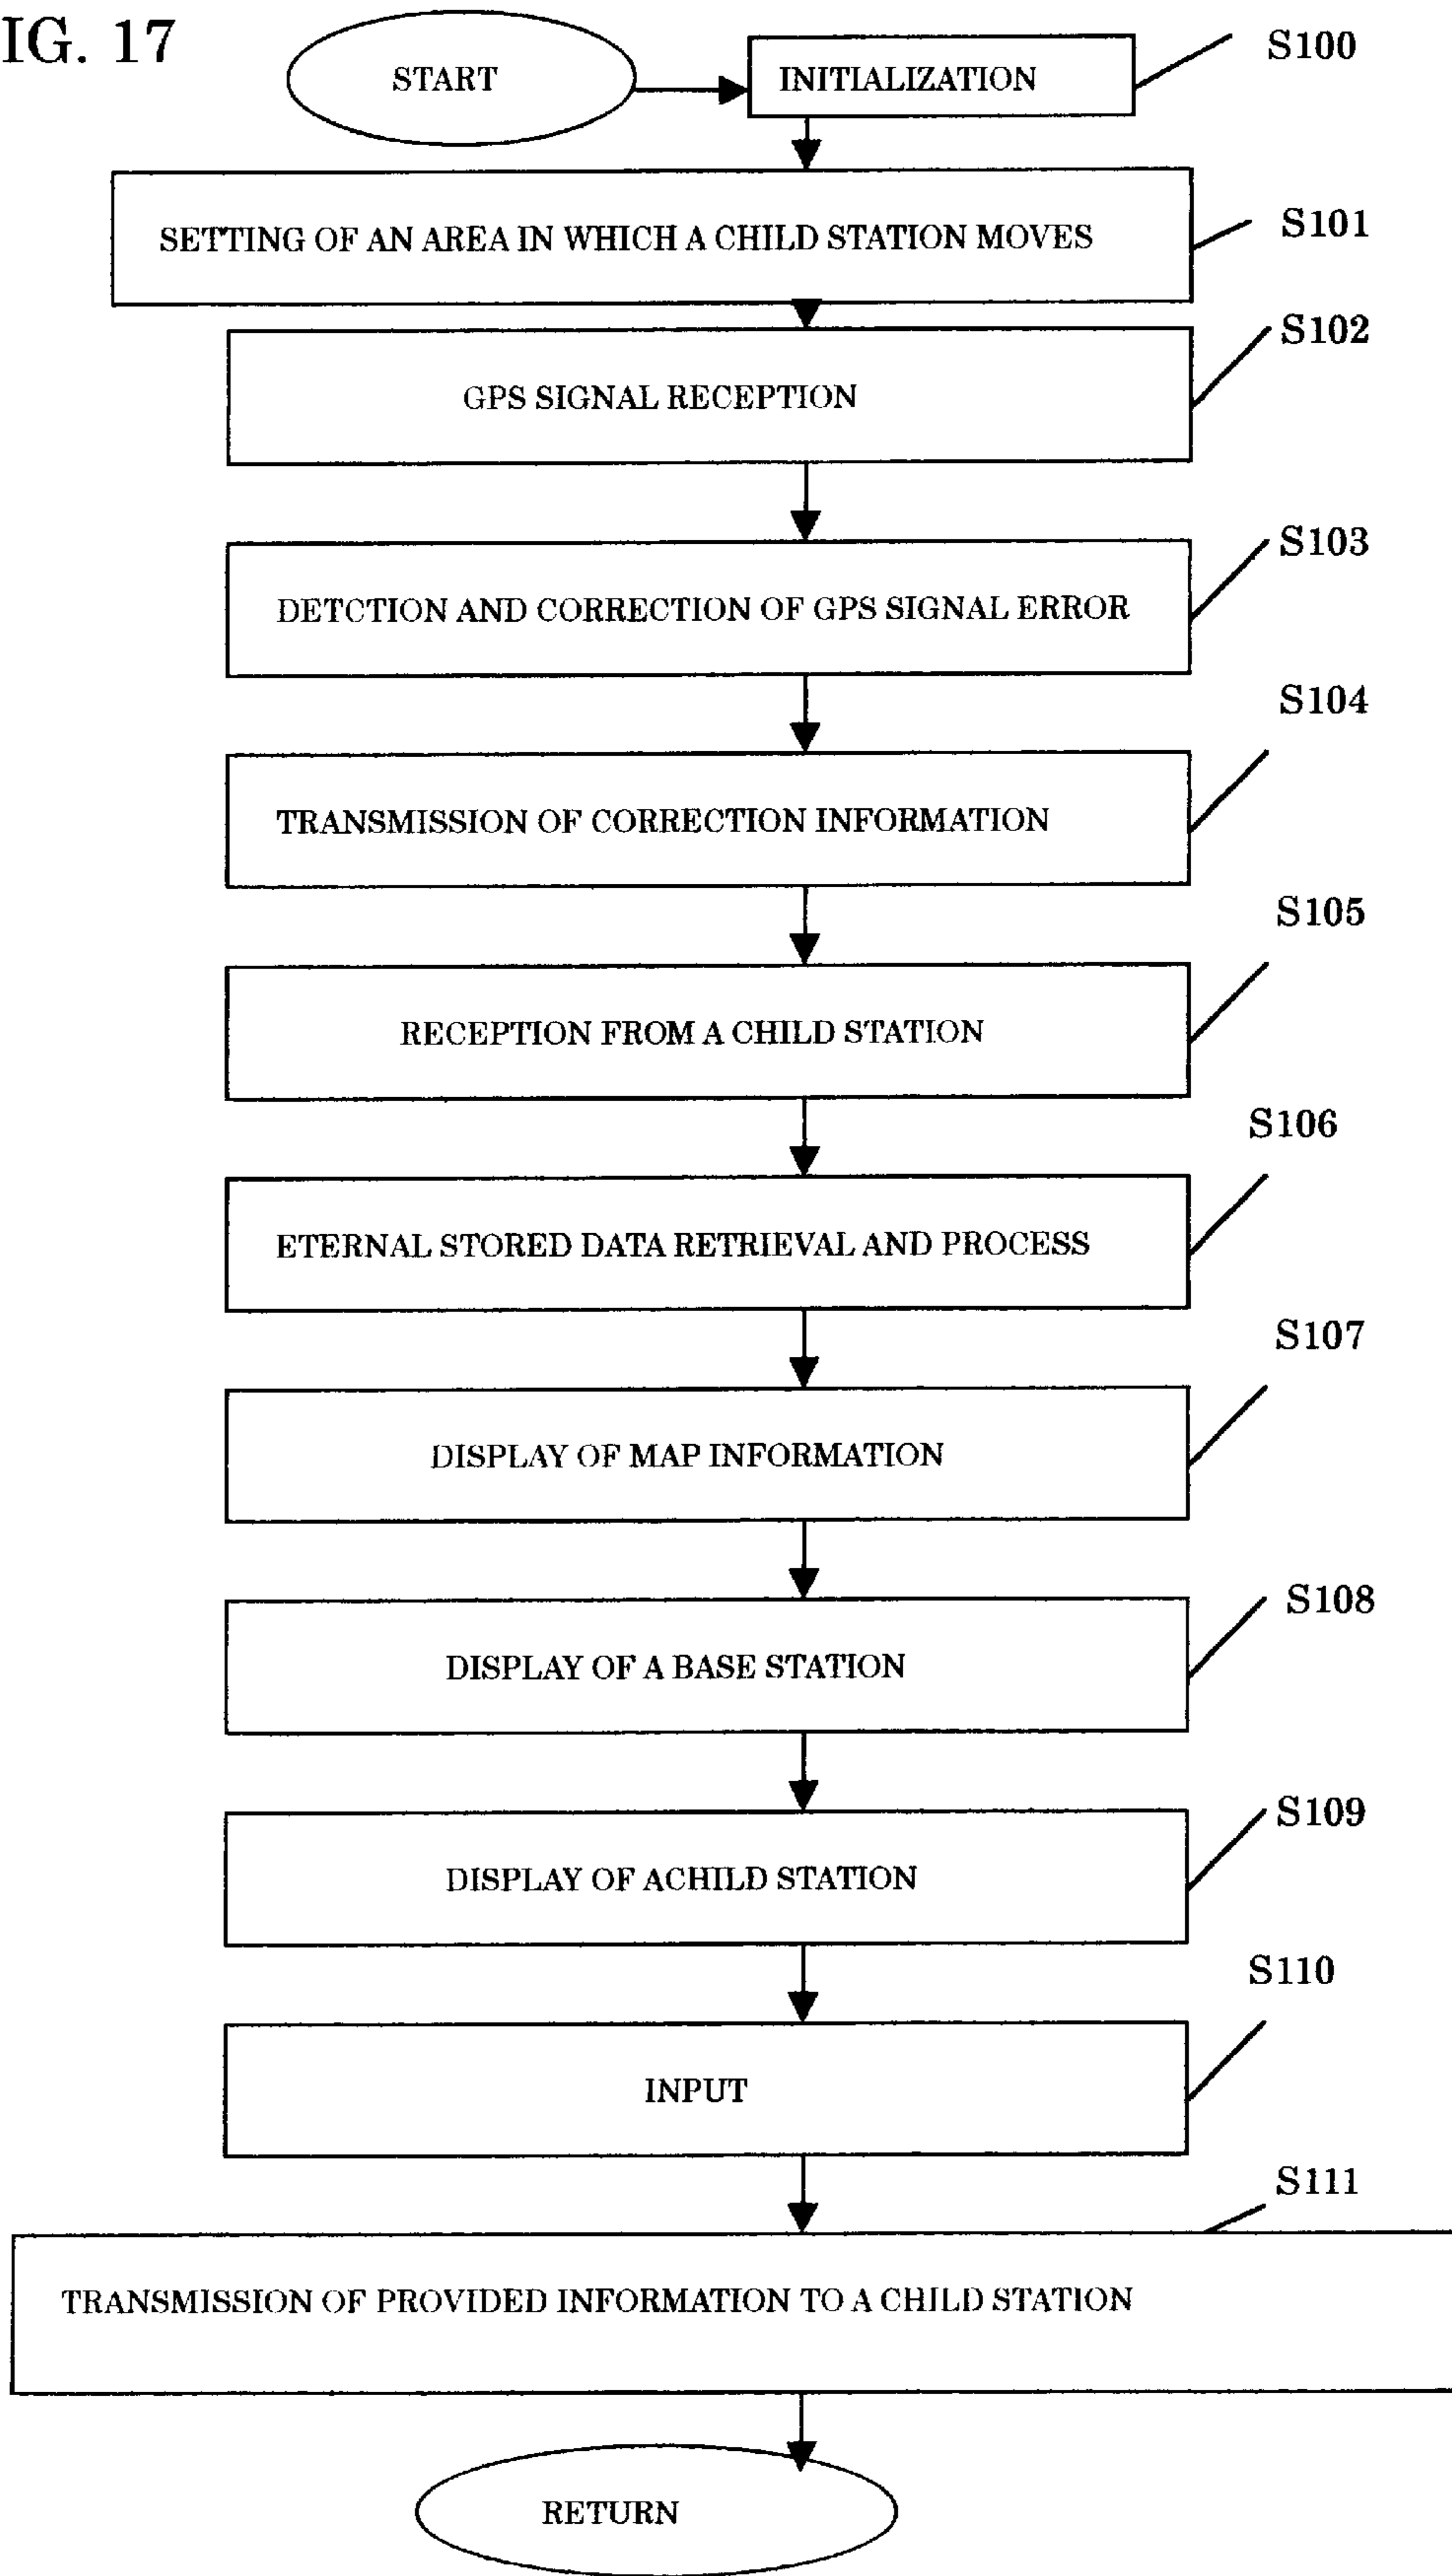 IG. 17
START
INITIALIZATION
S100
SETTING OF AN AREA IN WHICH A CHILD STATION MOVES
S101
GPS SIGNAL RECEPTION
S102
DETCTION AND CORRECTION OF GPS SIGNAL ERROR
S103
TRANSMISSION OF CORRECTION INFORMATION
S104
RECEPTION FROM A CHILD STATION
S105
ETERNAL STORED DATA RETRIEVAL AND PROCESS
S106
DISPLAY OF MAP INFORMATION
S107
DISPLAY OF A BASE STATION
S108
DISPLAY OF ACHILD STATION
S109
INPUT
S110
TRANSMISSION OF PROVIDED INFORMATION TO A CHILD STATION
S111
RETURN